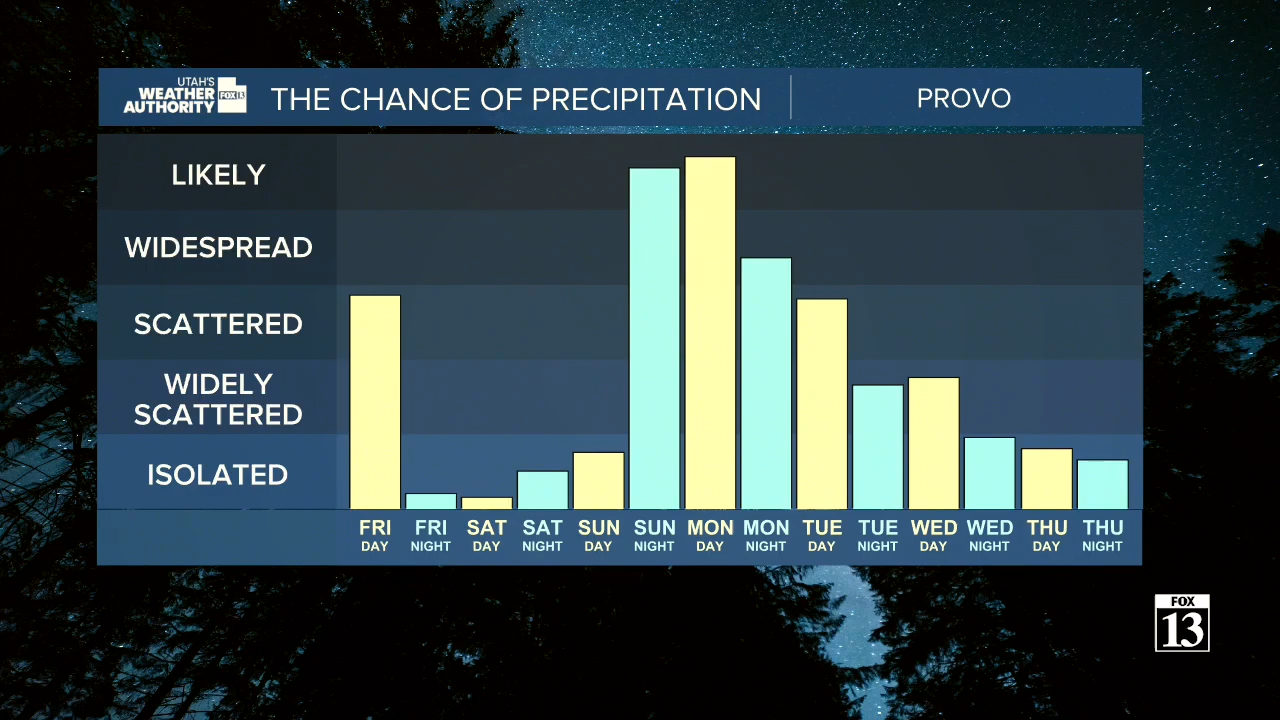 UTAH'S
WEATHER
AUTHORITY
FOX 13
THE CHANCE OF PRECIPITATION
PROVO
LIKELY
WIDESPREAD
SCATTERED
WIDELY
SCATTERED
ISOLATED
FRI FRI SAT SAT SUN SUN MON MON TUE TUE WED WED THU THU
DAY NIGHT DAY NIGHT DAY NIGHT DAY NIGHT DAY NIGHT DAY NIGHT DAY NIGHT
FOX
13